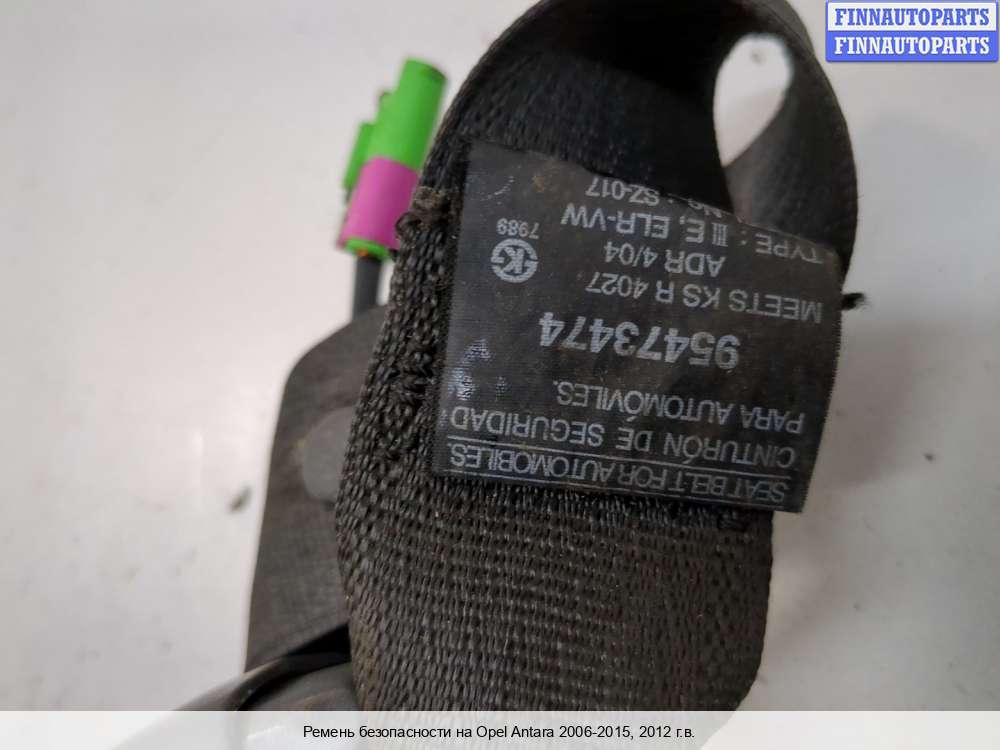 FINNAUTOPARTS
FINNAUTOPARTS
SEAT BELT FOR AUTOMOBILES.
CINTURÓN DE SEGURIDAD
PARA AUTOMÓVILES.
95473474
MEETS KS R 4027
ADR 4/04
7989
TYPE : III E, ELR-VW
NO : SZ-017
Ремень безопасности на Opel Antara 2006-2015, 2012 г.в.